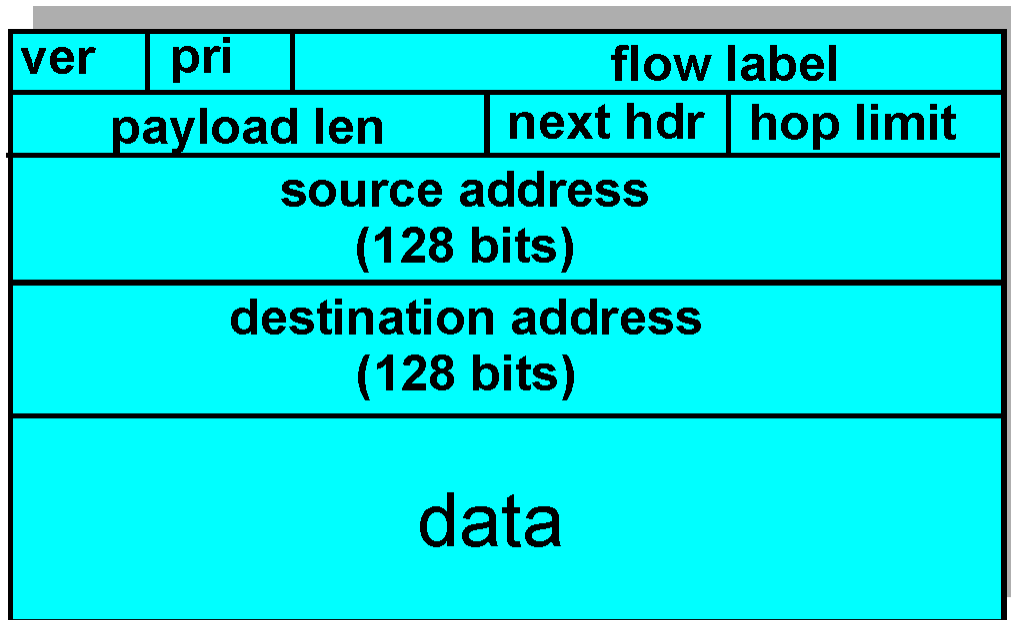 ver pri flow label
payload len next hdr hop limit
source address
(128 bits)
destination address
(128 bits)
data